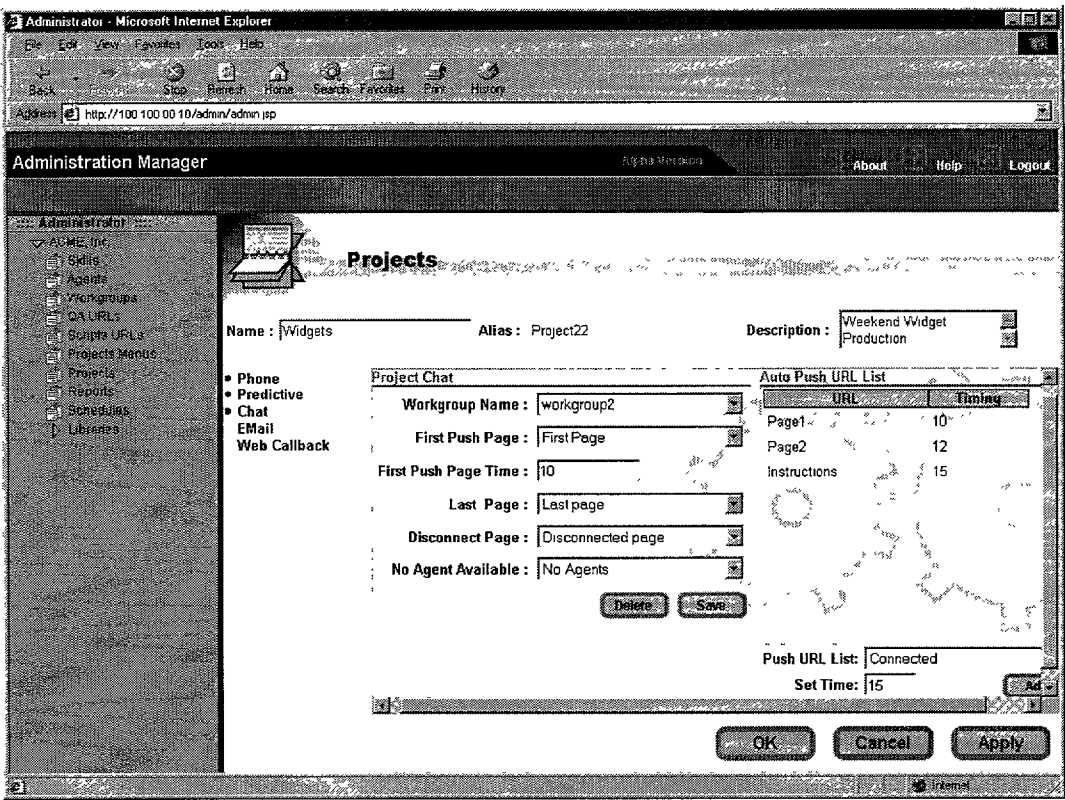 Administrator - Microsoft Internet Explorer
File Edit View Favorites Tools Help
Back Stop Refresh Home Search Favorites Print History
Address http://100 100 00 10/admin/admin jsp
Administration Manager Alpha Version About Help Logout
:::: Administrator ::::
ACME, Inc
Skills
Agents
Workgroups
QA URLs
Scripts URLs
Projects Menus
Projects
Reports
Schedules
Libraries
Projects
Name : Widgets Alias : Project22 Description : Weekend Widget
Production
• Phone
• Predictive
• Chat
EMail
Web Callback
Project Chat
Workgroup Name : workgroup2
First Push Page : First Page
First Push Page Time : 10
Last Page : Last page
Disconnect Page : Disconnected page
No Agent Available : No Agents
Delete Save
Auto Push URL List
URL Timing
Page1 10
Page2 12
Instructions 15
Push URL List: Connected
Set Time: 15
Ad
OK Cancel Apply
Internet